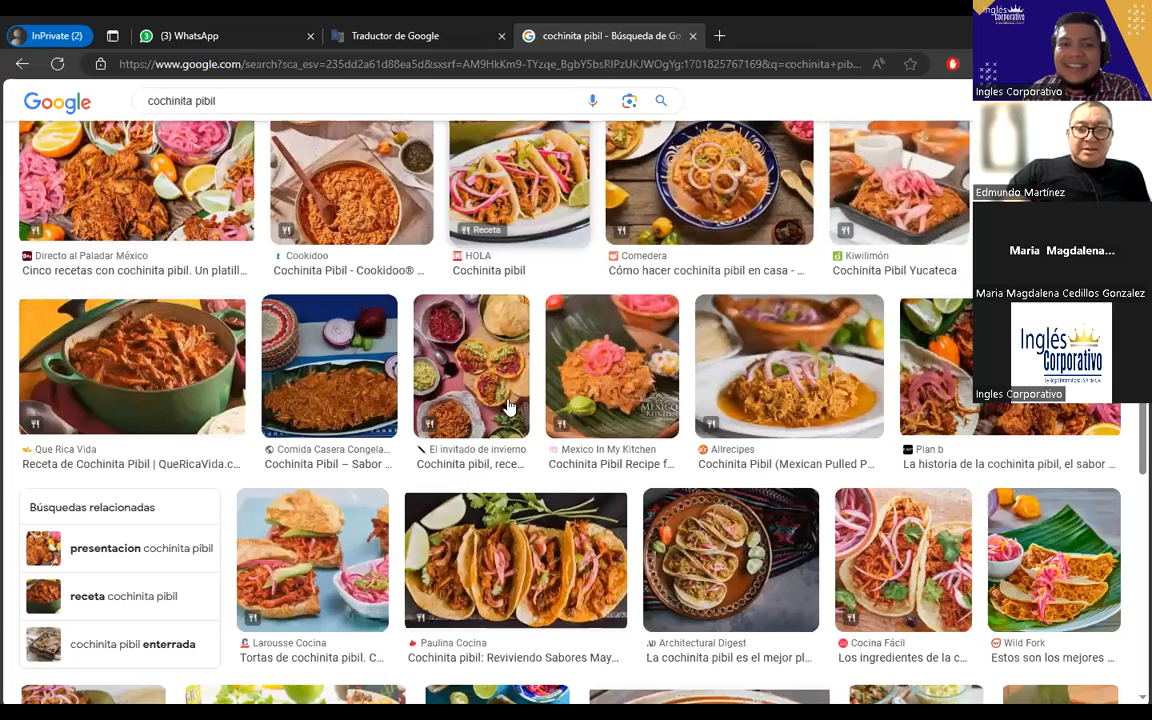 InPrivate (2)
(3) WhatsApp
Traductor de Google
cochinita pibil - Búsqueda de Go
https://www.google.com/search?sca_esv=235dd2a61d88ea5d&sxsrf=AM9HkKm9-TYzqe_BgbY5bsRIPzUKJWOgYg:1701825767169&q=cochinita+pib...
Google
cochinita pibil
Receta
Directo al Paladar México
Cinco recetas con cochinita pibil. Un platill...
Cookidoo
Cochinita Pibil - Cookidoo® ...
HOLA
Cochinita pibil
Comedera
Cómo hacer cochinita pibil en casa - ...
Kiwilimón
Cochinita Pibil Yucateca
MEXICO
KITCHEN
Que Rica Vida
Receta de Cochinita Pibil | QueRicaVida.c...
Comida Casera Congela...
Cochinita Pibil – Sabor ...
El invitado de invierno
Cochinita pibil, rece...
Mexico In My Kitchen
Cochinita Pibil Recipe f...
Allrecipes
Cochinita Pibil (Mexican Pulled P...
Plan b
La historia de la cochinita pibil, el sabor ...
Búsquedas relacionadas
presentacion cochinita pibil
receta cochinita pibil
cochinita pibil enterrada
Larousse Cocina
Tortas de cochinita pibil. C...
Paulina Cocina
Cochinita pibil: Reviviendo Sabores May...
Architectural Digest
La cochinita pibil es el mejor pl...
Cocina Fácil
Los ingredientes de la c...
Wild Fork
Estos son los mejores ...
Inglés
Corporativo
Ingles Corporativo
Edmundo Martínez
Maria Magdalena...
Maria Magdalena Cedillos Gonzalez
Inglés
Corporativo
Ingles Corporativo